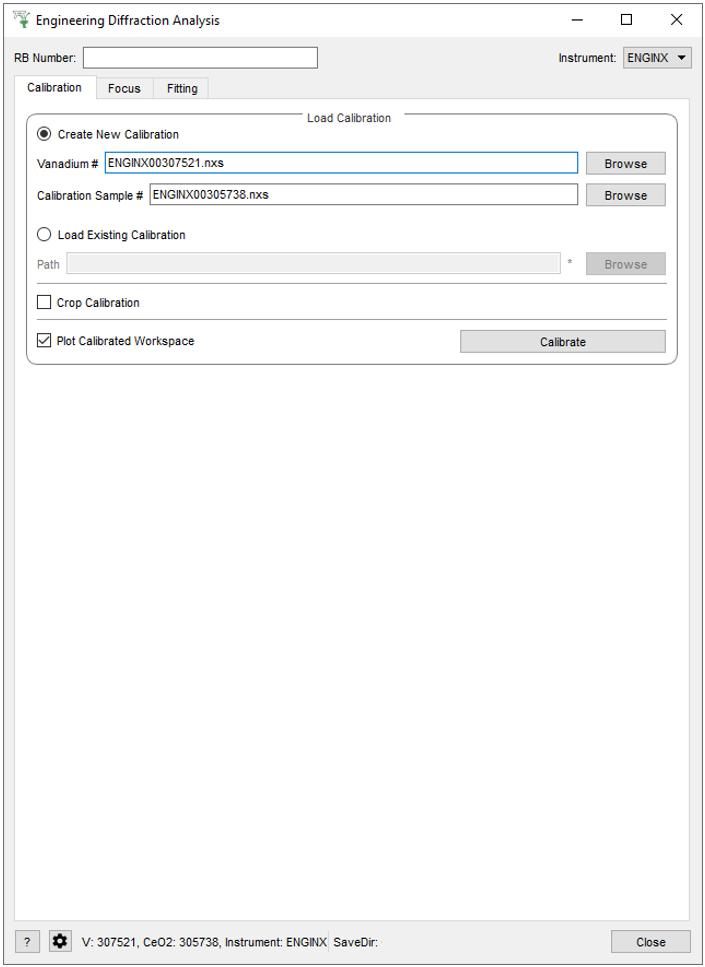 Engineering Diffraction Analysis
RB Number: Instrument: ENGINX
Calibration Focus Fitting
Load Calibration
Create New Calibration
Vanadium # ENGINX00307521.nxs Browse
Calibration Sample # ENGINX00305738.nxs Browse
Load Existing Calibration
Path * Browse
Crop Calibration
Plot Calibrated Workspace Calibrate
? V: 307521, CeO2: 305738, Instrument: ENGINX SaveDir: Close